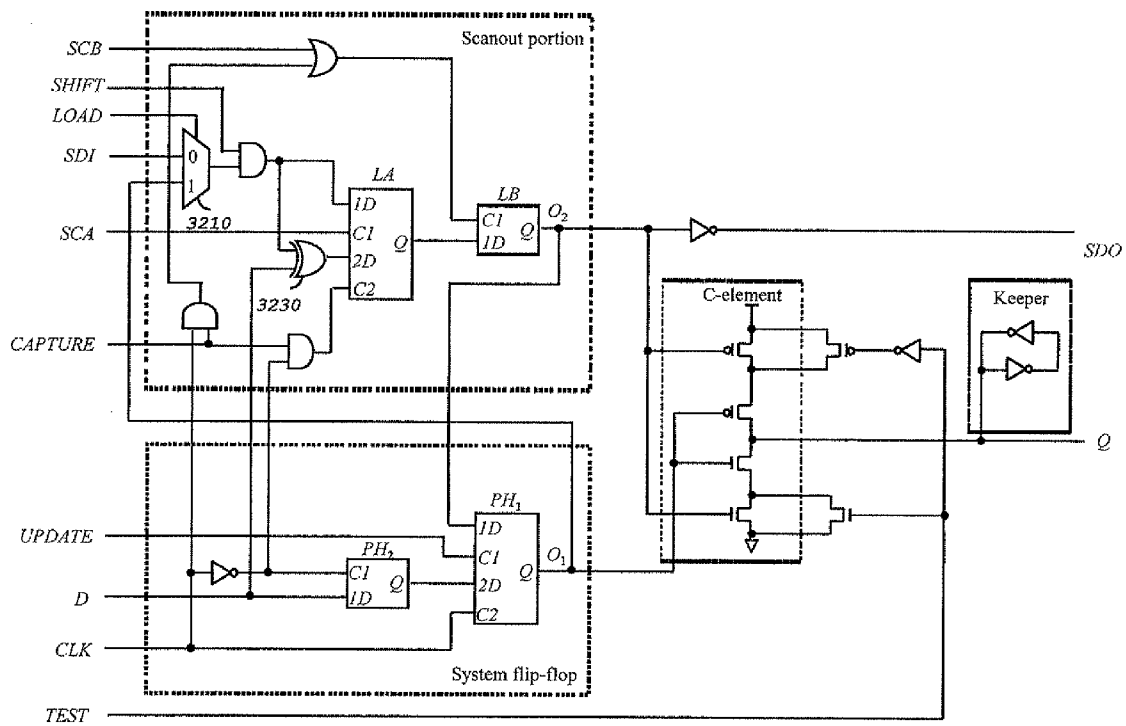 Scanout portion
SCB
SHIFT
LOAD
SDI
0
1
3210
SCA
3230
CAPTURE
LA
1D
C1
2D
C2
Q
LB
C1
1D
Q
O2
SDO
C-element
Keeper
Q
UPDATE
D
CLK
TEST
PH2
C1
1D
Q
PH1
1D
C1
2D
C2
Q
O1
System flip-flop